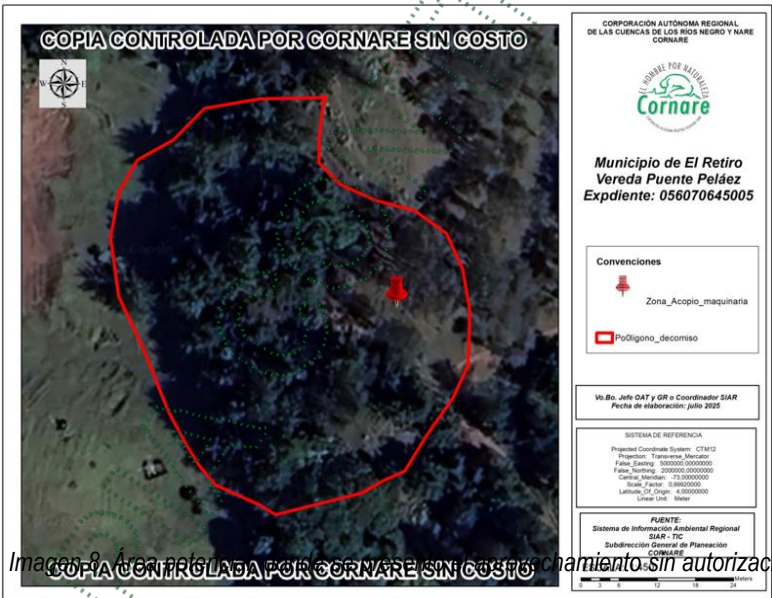 COPIA CONTROLADA POR CORNARE SIN COSTO
N
W E
S
CORPORACIÓN AUTÓNOMA REGIONAL
DE LAS CUENCAS DE LOS RÍOS NEGRO Y NARE
CORNARE
EL HOMBRE POR NATURALEZA
Cornare
Municipio de El Retiro
Vereda Puente Peláez
Expdiente: 056070645005
Convenciones
Zona_Acopio_maquinaria
Po0ligono_decomiso
Vo.Bo. Jefe OAT y GR o Coordinador SIAR
Fecha de elaboración: julio 2025
SISTEMA DE REFERENCIA
Projected Coordinate System: CTM12
Projection: Transverse_Mercator
False_Easting: 5000000,00000000
False_Northing: 2000000,00000000
Central_Meridian: -73,00000000
Scale_Factor: 0,99920000
Latitude_Of_Origin: 4,00000000
Linear Unit: Meter
FUENTE:
Sistema de Información Ambiental Regional
SIAR - TIC
Subdirección General de Planeación
CORNARE
Imagen 8. Área potencial donde se presentó el aprovechamiento sin autorizac
COPIA CONTROLADA POR CORNARE SIN COSTO
Meters
0 3 6 12 18 24